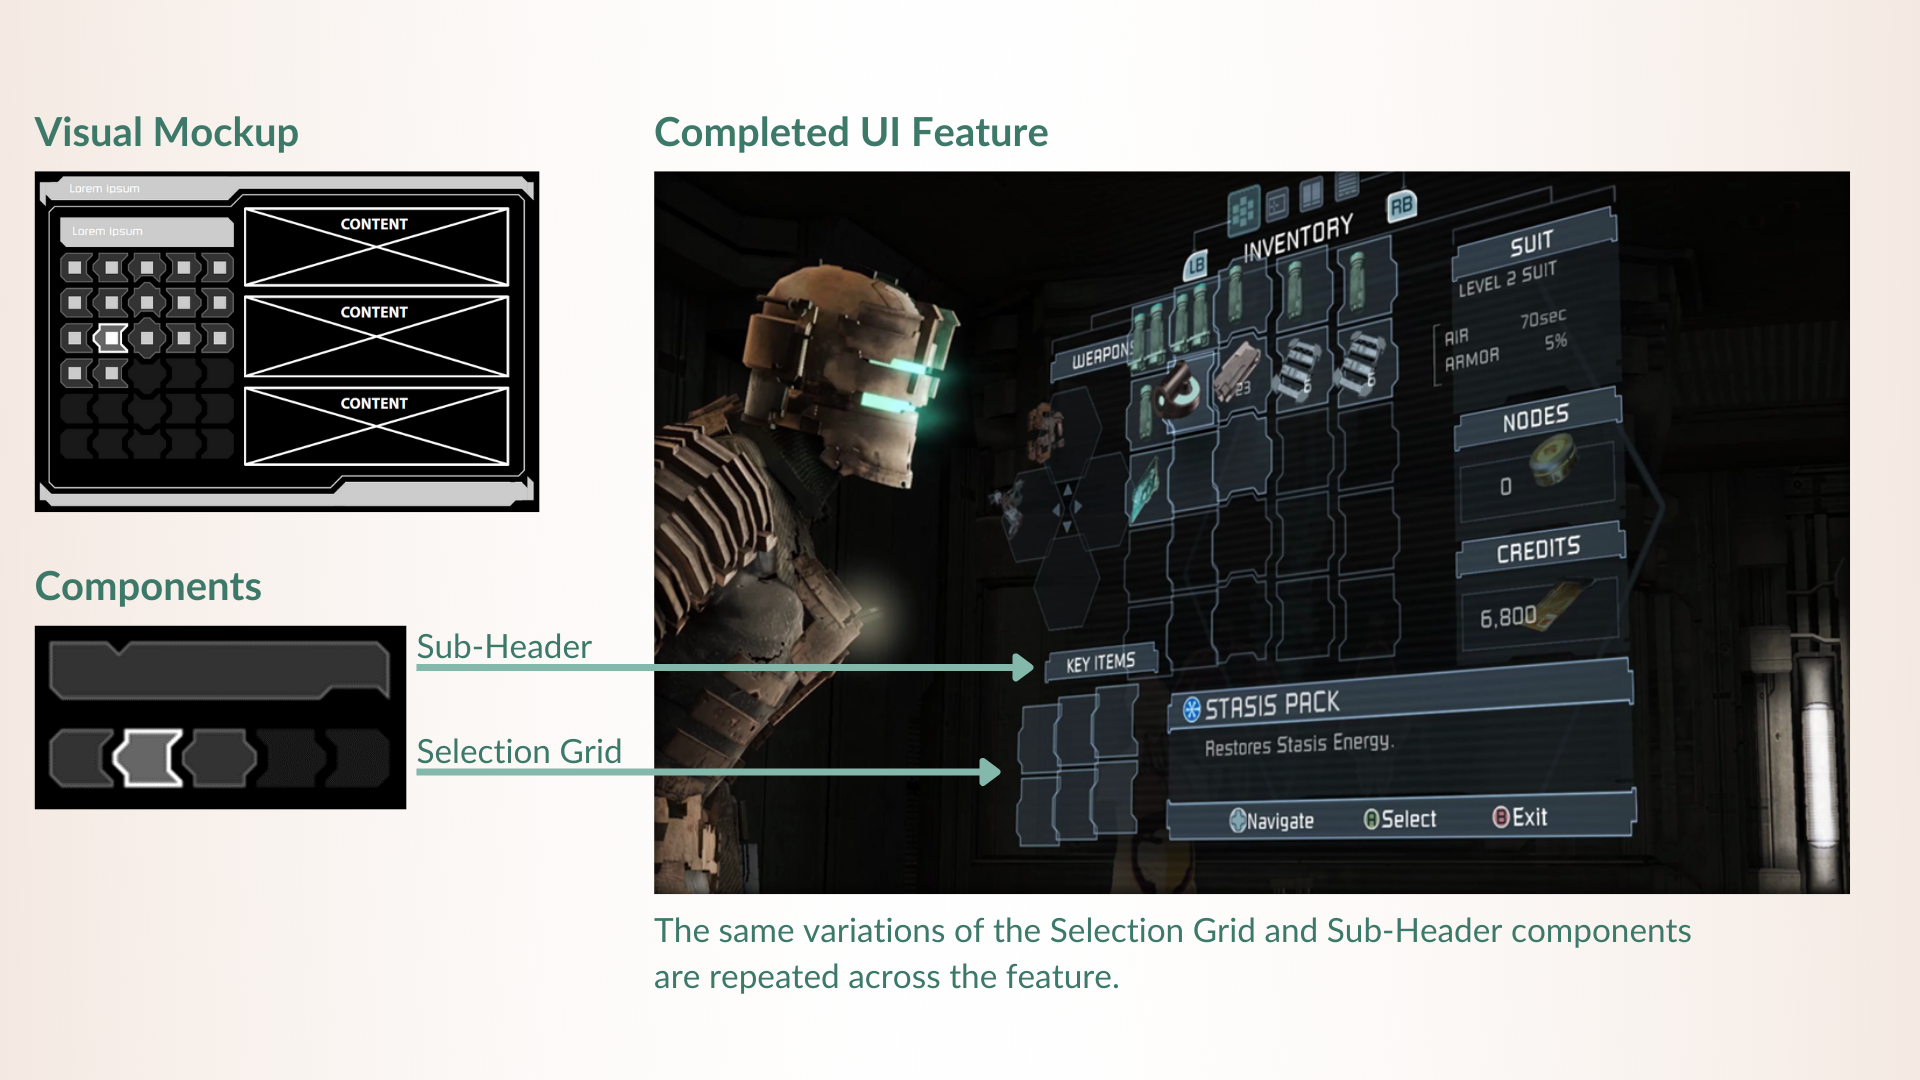 Visual Mockup
Lorem ipsum
Lorem ipsum
CONTENT
CONTENT
CONTENT
Components
Sub-Header
Selection Grid
Completed UI Feature
LB
INVENTORY
RB
WEAPONS
23
6
6
SUIT
LEVEL 2 SUIT
AIR 70sec
ARMOR 5%
NODES
0
CREDITS
6,800
KEY ITEMS
STASIS PACK
Restores Stasis Energy.
Navigate
A Select
B Exit
The same variations of the Selection Grid and Sub-Header components
are repeated across the feature.